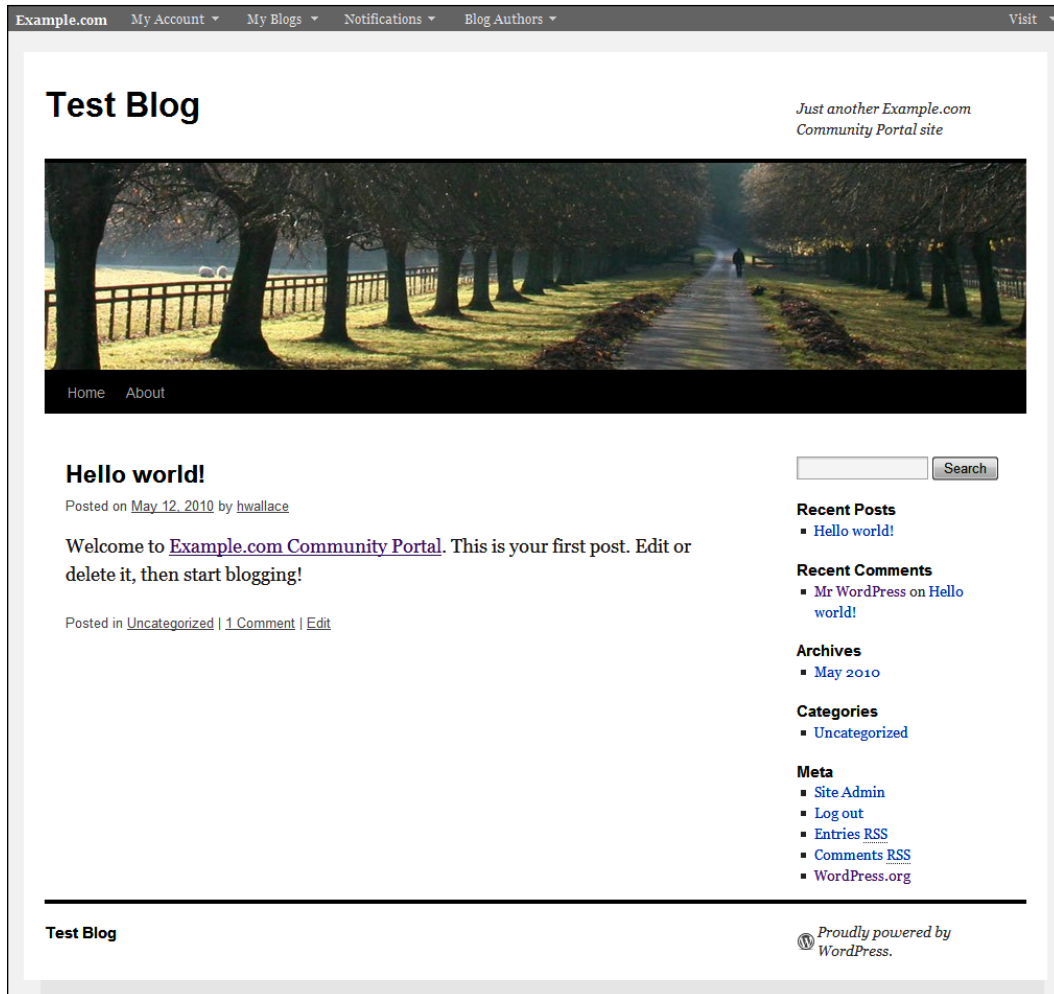 Example.com My Account My Blogs Notifications Blog Authors Visit
Test Blog
Just another Example.com
Community Portal site
Home About
Hello world!
Posted on May 12, 2010 by hwallace
Welcome to Example.com Community Portal. This is your first post. Edit or
delete it, then start blogging!
Posted in Uncategorized | 1 Comment | Edit
Search
Recent Posts
Hello world!
Recent Comments
Mr WordPress on Hello
world!
Archives
May 2010
Categories
Uncategorized
Meta
Site Admin
Log out
Entries RSS
Comments RSS
WordPress.org
Test Blog
Proudly powered by
WordPress.